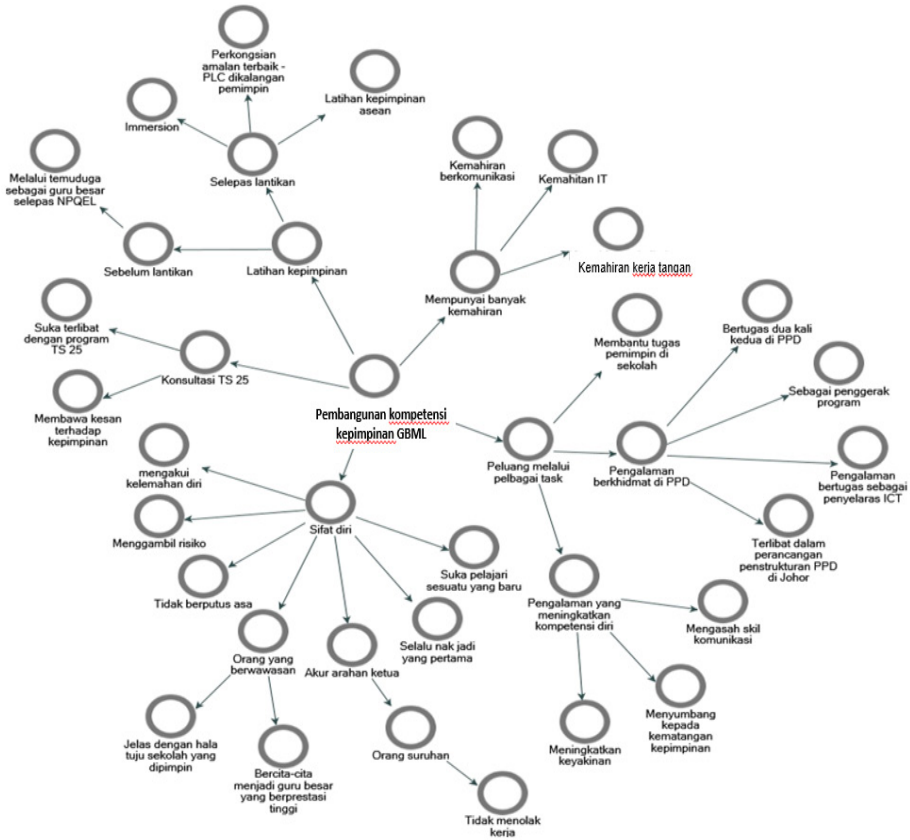 Perkongsian
amalan terbaik -
PLC dikalangan
pemimpin
Latihan kepimpinan
asean
Immersion
Selepas lantikan
Melalui temuduga
sebagai guru besar
selepas NPQEL
Sebelum lantikan
Latihan kepimpinan
Kemahiran
berkomunikasi
Kemahitan IT
Kemahiran kerja tangan
Mempunyai banyak
kemahiran
Suka terlibat
dengan program
TS 25
Konsultasi TS 25
Membawa kesan
terhadap
kepimpinan
Pembangunan kompetensi
kepimpinan GBML
Membantu tugas
pemimpin di
sekolah
Bertugas dua kali
kedua di PPD
Sebagai penggerak
program
Peluang melalui
pelbagai task
Pengalaman
berkhidmat di PPD
Pengalaman
bertugas sebagai
penyelaras ICT
Terlibat dalam
perancangan
penstrukturan PPD
di Johor
mengakui
kelemahan diri
Menggambil risiko
Sifat diri
Tidak berputus asa
Suka pelajari
sesuatu yang baru
Selalu nak jadi
yang pertama
Orang yang
berwawasan
Akur arahan ketua
Pengalaman yang
meningkatkan
kompetensi diri
Mengasah skil
komunikasi
Menyumbang
kepada
kematangan
kepimpinan
Meningkatkan
keyakinan
Jelas dengan hala
tuju sekolah yang
dipimpin
Bercita-cita
menjadi guru besar
yang berprestasi
tinggi
Orang suruhan
Tidak menolak
kerja